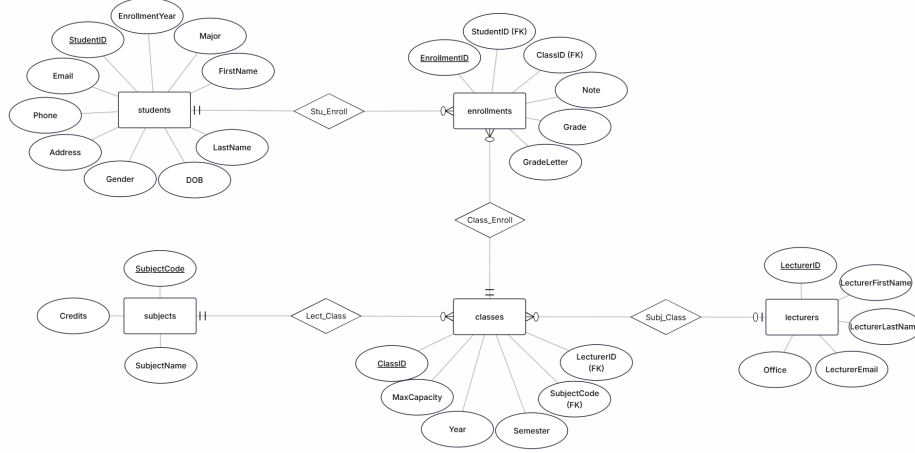 EnrollmentYear
StudentID
Major
Email
FirstName
Phone
students
Address
LastName
Gender
DOB
Stu_Enroll
StudentID (FK)
EnrollmentID
ClassID (FK)
Note
enrollments
Grade
GradeLetter
Class_Enroll
SubjectCode
Credits
subjects
SubjectName
Lect_Class
classes
ClassID
MaxCapacity
Year
Semester
SubjectCode
(FK)
LecturerID
(FK)
Subj_Class
LecturerID
LecturerFirstName
lecturers
LecturerLastNam
Office
LecturerEmail